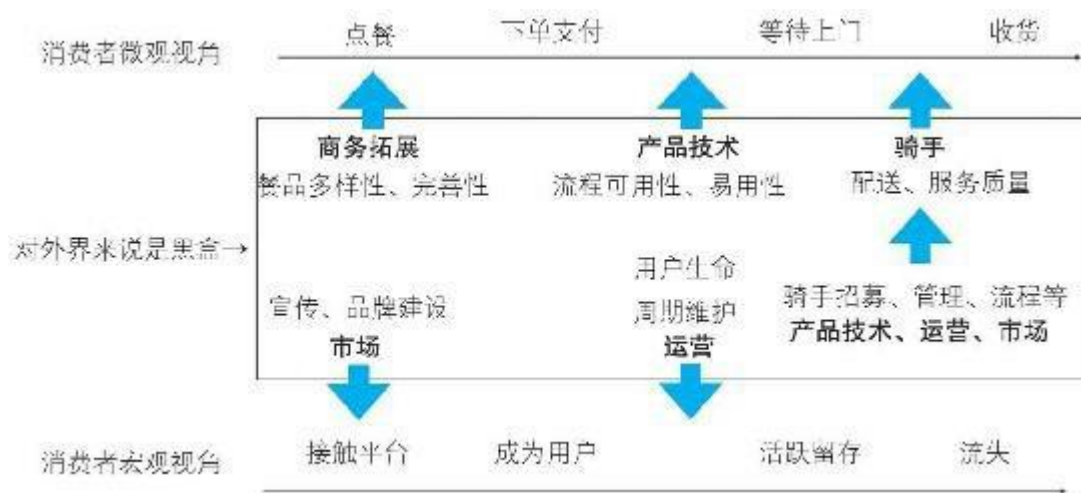 消费者微观视角
点餐
下单支付
等待上门
收货
商务拓展
产品技术
骑手
餐品多样性、完善性
流程可用性、易用性
配送、服务质量
对外界来说是黑盒→
用户生命
周期维护
运营
宣传、品牌建设
市场
骑手招募、管理、流程等
产品技术、运营、市场
消费者宏观视角
接触平台
成为用户
活跃留存
流失